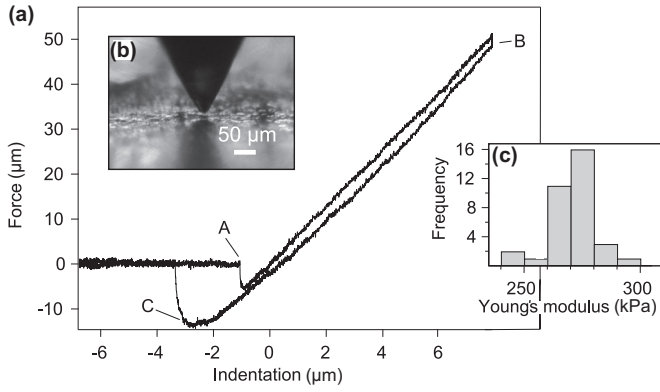 (a)
50
40
30
20
10
0
-10
Force (µm)
-6 -4 -2 0 2 4 6
Indentation (µm)
A
B
C
(b)
50 µm
(c)
16
12
8
4
Frequency
250 300
Young's modulus (kPa)